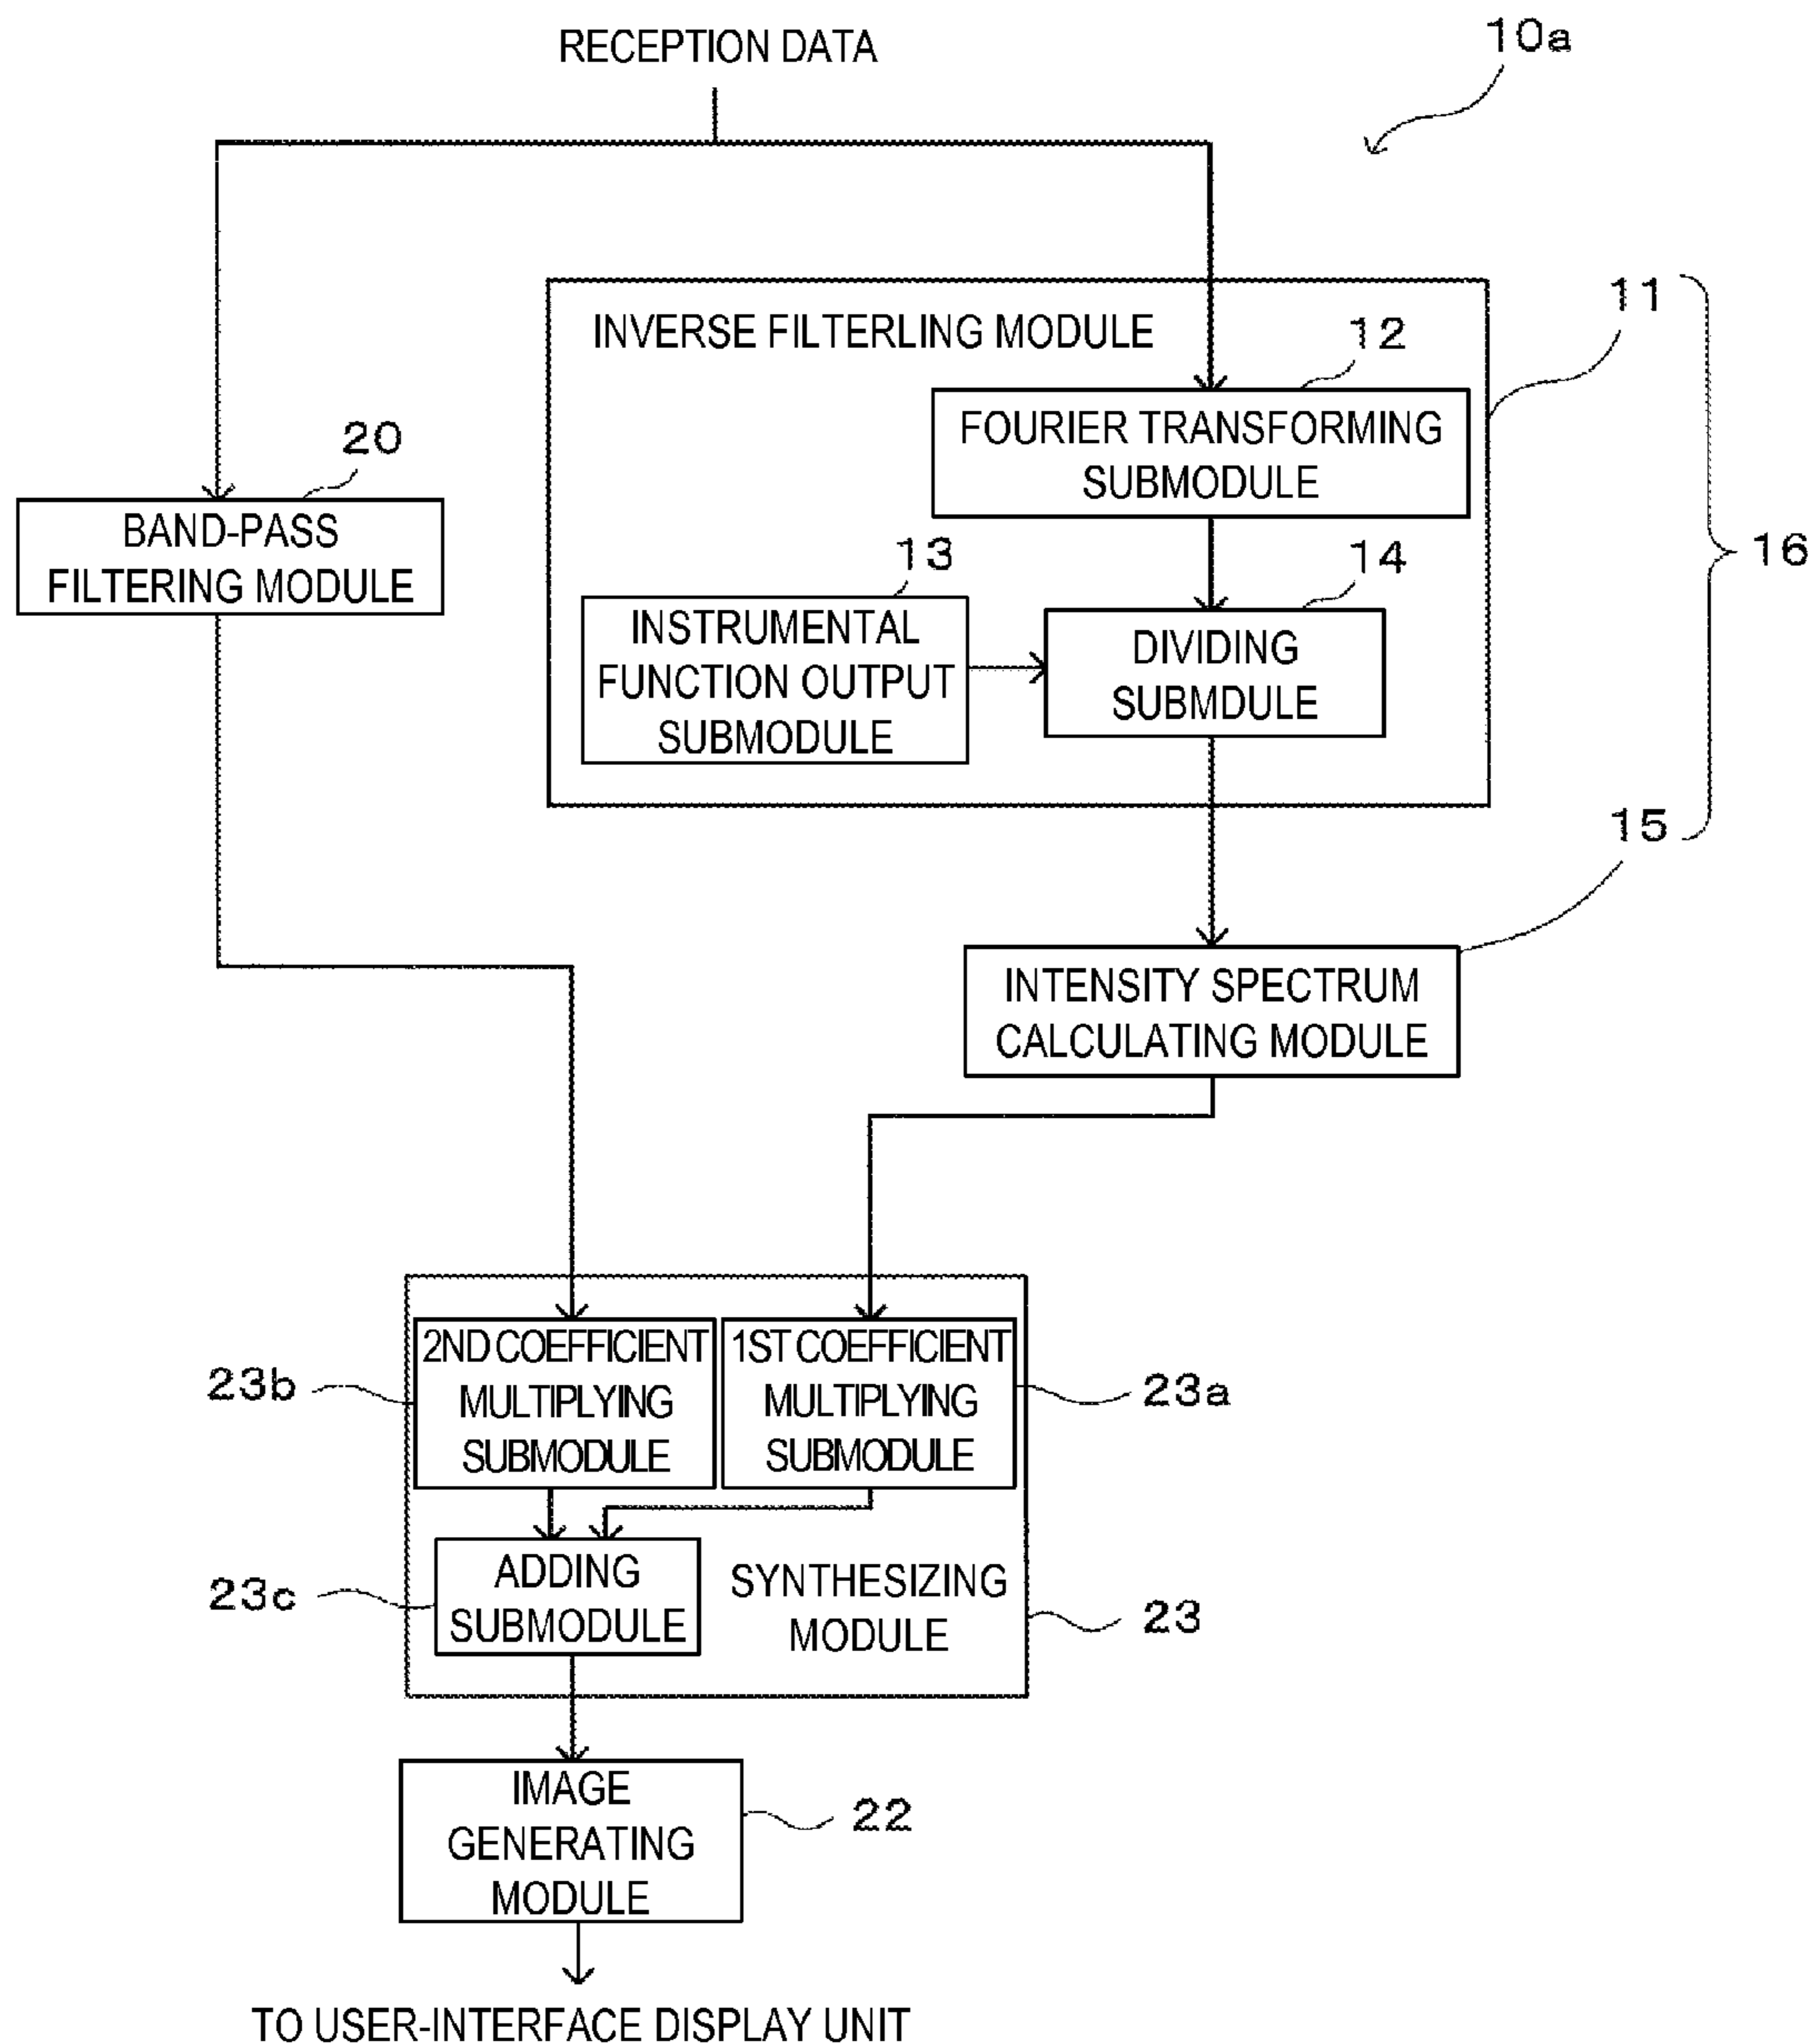 RECEPTION DATA
10a
INVERSE FILTERLING MODULE
11
12
FOURIER TRANSFORMING
SUBMODULE
16
20
BAND-PASS
FILTERING MODULE
13
INSTRUMENTAL
FUNCTION OUTPUT
SUBMODULE
14
DIVIDING
SUBMDULE
15
INTENSITY SPECTRUM
CALCULATING MODULE
23b
2ND COEFFICIENT
MULTIPLYING
SUBMODULE
1ST COEFFICIENT
MULTIPLYING
SUBMODULE
23a
23c
ADDING
SUBMODULE
SYNTHESIZING
MODULE
23
IMAGE
GENERATING
MODULE
22
TO USER-INTERFACE DISPLAY UNIT